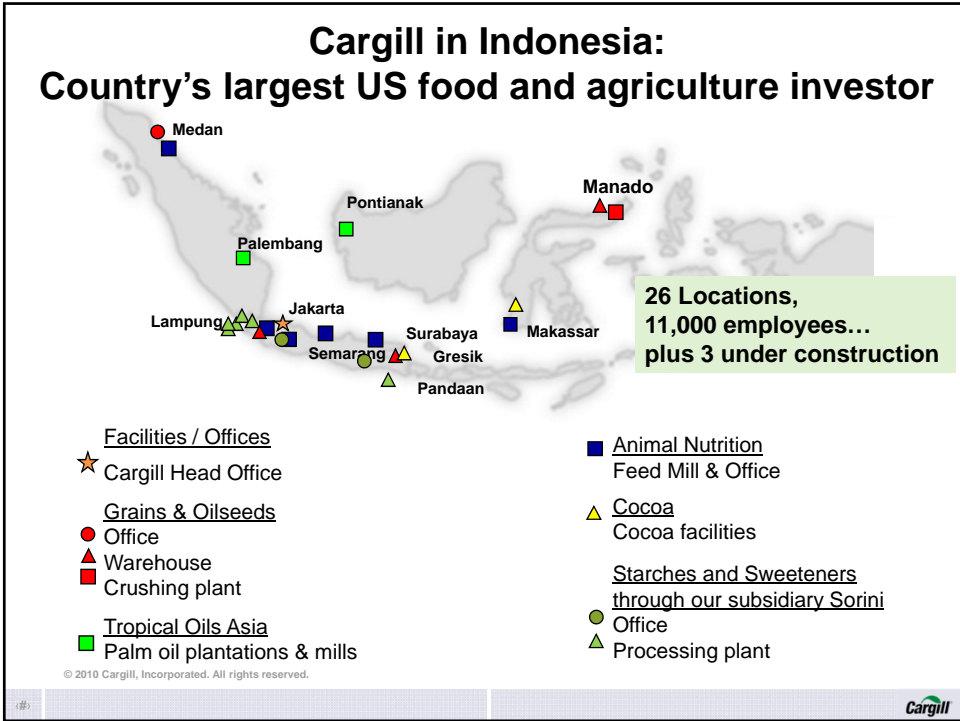 Cargill in Indonesia:
Country's largest US food and agriculture investor
Medan
Manado
Pontianak
Palembang
Lampung
Jakarta
Surabaya
Makassar
Semarang
Gresik
Pandaan
26 Locations,
11,000 employees…
plus 3 under construction
Facilities / Offices
Cargill Head Office
Grains & Oilseeds
Office
Warehouse
Crushing plant
Tropical Oils Asia
Palm oil plantations & mills
Animal Nutrition
Feed Mill & Office
Cocoa
Cocoa facilities
Starches and Sweeteners
through our subsidiary Sorini
Office
Processing plant
© 2010 Cargill, Incorporated. All rights reserved.
‹#›
Cargill